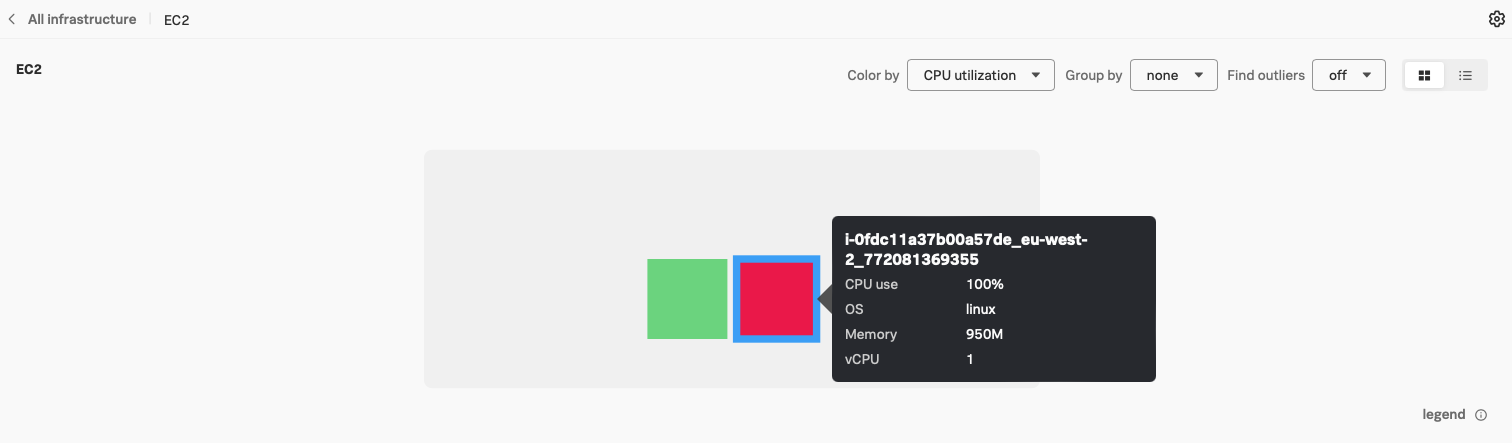 All infrastructure EC2
EC2
Color by CPU utilization Group by none Find outliers off
i-0fdc11a37b00a57de_eu-west-
2_772081369355
CPU use 100%
OS linux
Memory 950M
vCPU 1
legend